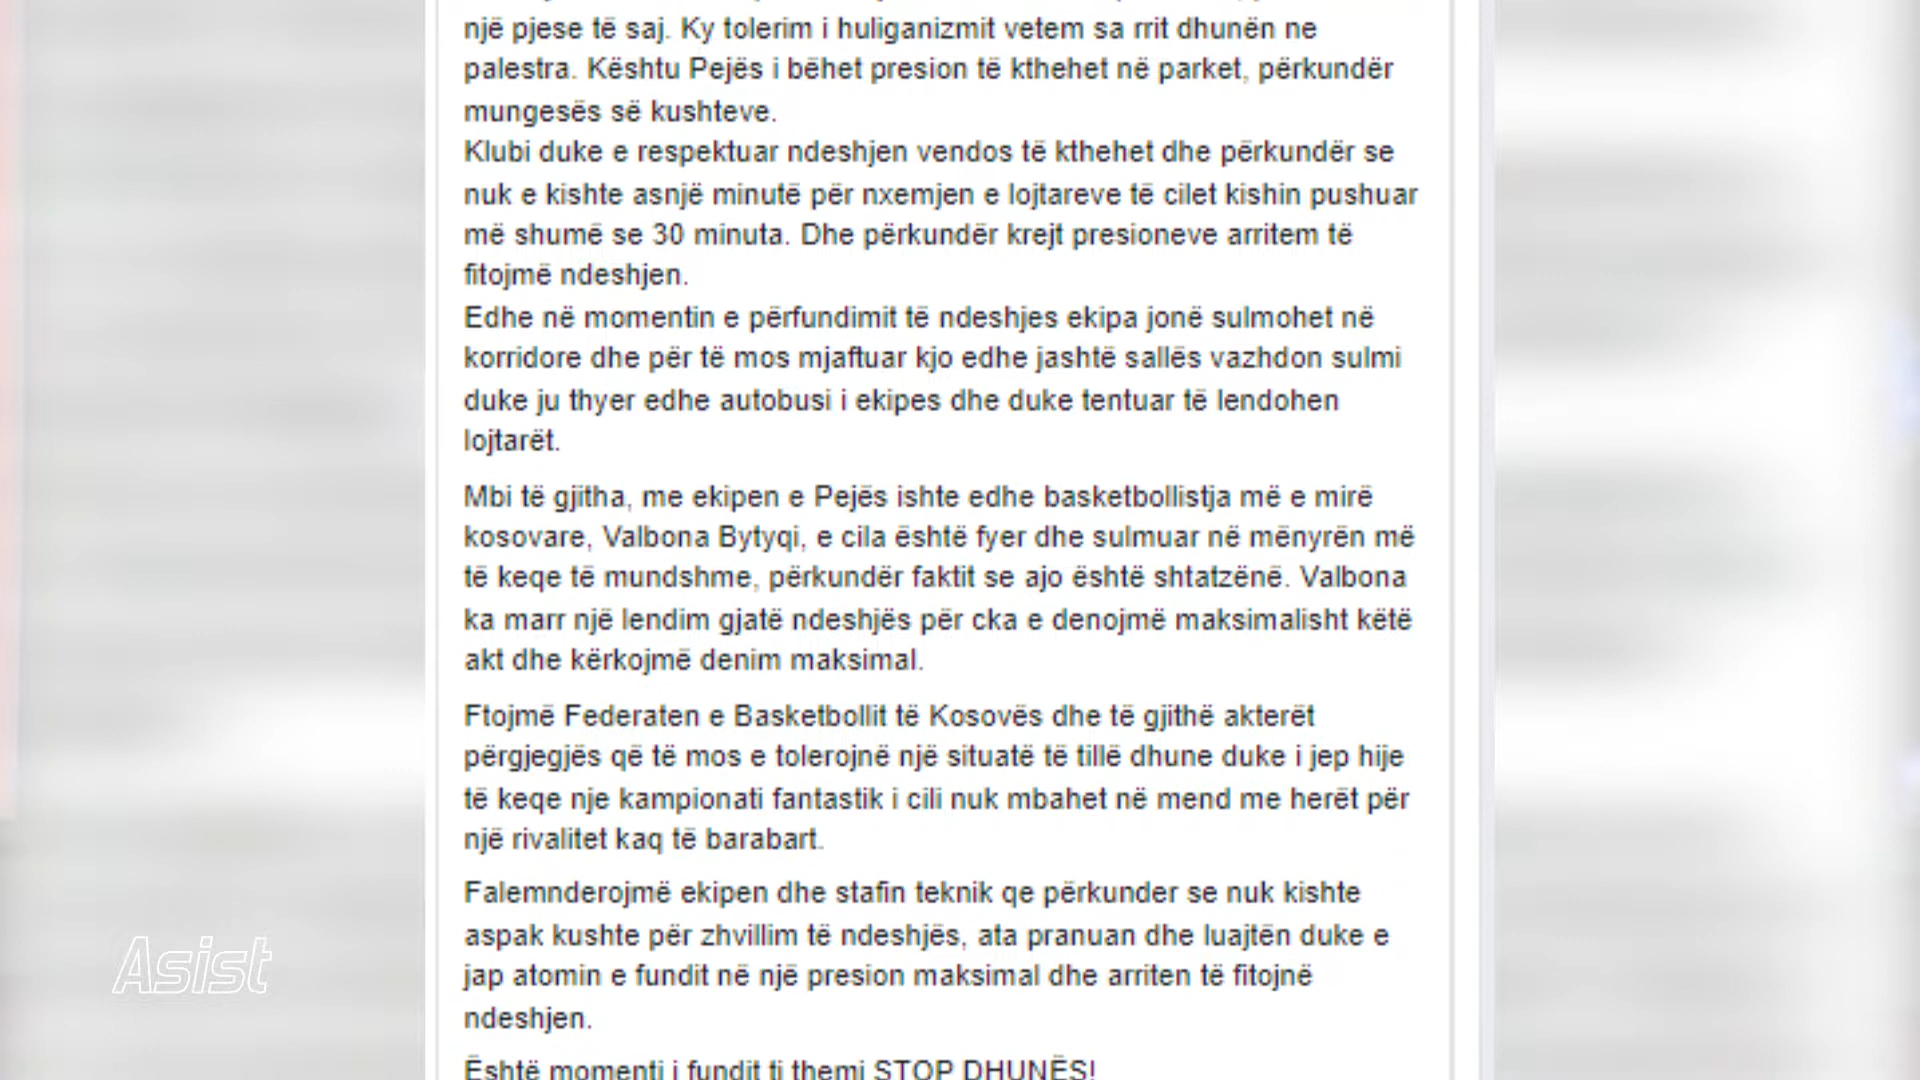 një pjese të saj. Ky tolerim i huliganizmit vetem sa rrit dhunën ne
palestra. Kështu Pejës i bëhet presion të kthehet në parket, përkundër
mungesës së kushteve.
Klubi duke e respektuar ndeshjen vendos të kthehet dhe përkundër se
nuk e kishte asnjë minutë për nxemjen e lojtareve të cilet kishin pushuar
më shumë se 30 minuta. Dhe përkundër krejt presioneve arritem të
fitojmë ndeshjen.
Edhe në momentin e përfundimit të ndeshjes ekipa jonë sulmohet në
korridore dhe për të mos mjaftuar kjo edhe jashtë sallës vazhdon sulmi
duke ju thyer edhe autobusi i ekipes dhe duke tentuar të lendohen
lojtarët.
Mbi të gjitha, me ekipen e Pejës ishte edhe basketbollistja më e mirë
kosovare, Valbona Bytyqi, e cila është fyer dhe sulmuar në mënyrën më
të keqe të mundshme, përkundër faktit se ajo është shtatzënë. Valbona
ka marr një lendim gjatë ndeshjës për cka e denojmë maksimalisht këtë
akt dhe kërkojmë denim maksimal.
Ftojmë Federaten e Basketbollit të Kosovës dhe të gjithë akterët
përgjegjës që të mos e tolerojnë një situatë të tillë dhune duke i jep hije
të keqe nje kampionati fantastik i cili nuk mbahet në mend me herët për
një rivalitet kaq të barabart.
Falemnderojmë ekipen dhe stafin teknik qe përkunder se nuk kishte
aspak kushte për zhvillim të ndeshjës, ata pranuan dhe luajtën duke e
jap atomin e fundit në një presion maksimal dhe arriten të fitojnë
ndeshjen.
Është momenti i fundit ti themi STOP DHUNËS!
Asist